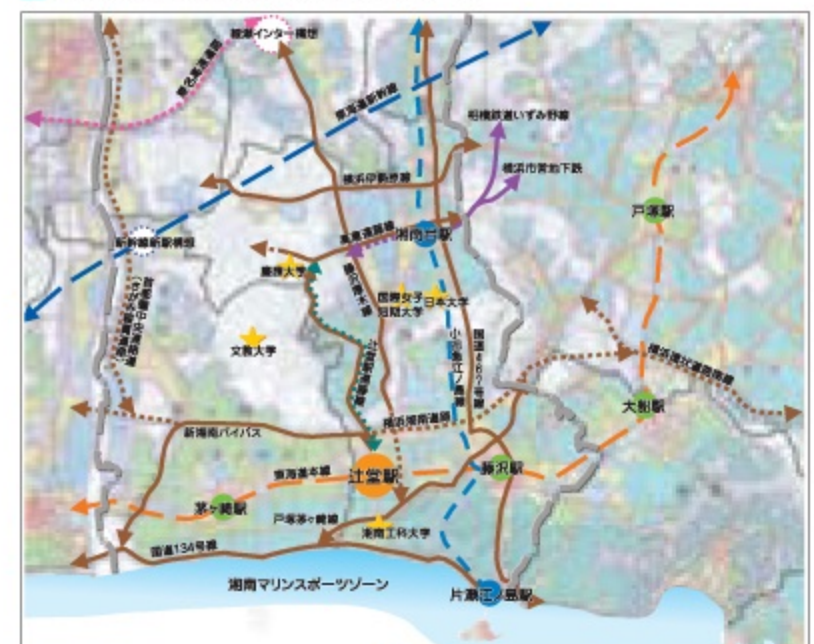 綾瀬インター構想
東名高速道路
東海道新幹線
相模鉄道いずみ野線
横浜市営地下鉄
横浜伊勢原線
戸塚駅
新幹線新駅構想
湘南台駅
慶應大学
国際女子
短期大学
日本大学
文教大学
国道467号線
小田急江ノ島線
大船駅
新湘南バイパス
横浜湘南道路
東海道本線
辻堂駅
藤沢駅
茅ヶ崎駅
戸塚茅ヶ崎線
湘南工科大学
国道134号線
湘南マリンスポーツゾーン
片瀬江ノ島駅